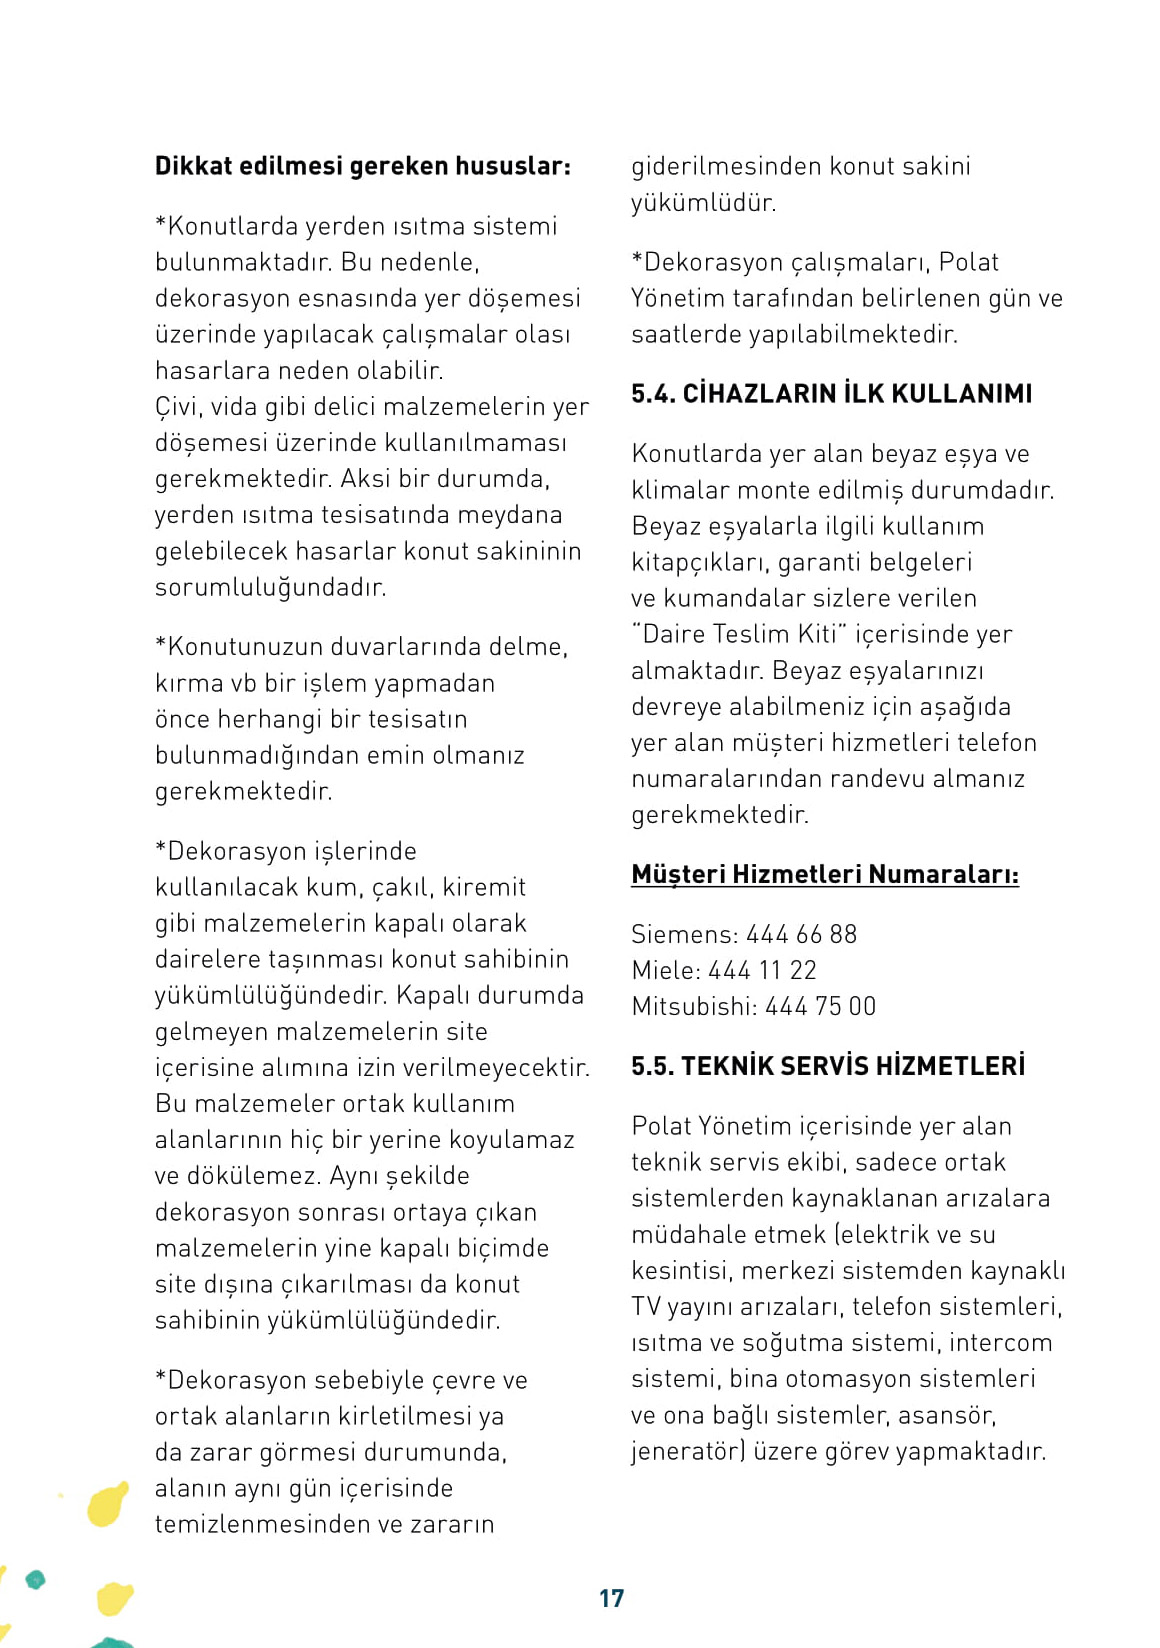 Dikkat edilmesi gereken hususlar:
*Konutlarda yerden ısıtma sistemi
bulunmaktadır. Bu nedenle,
dekorasyon esnasında yer döşemesi
üzerinde yapılacak çalışmalar olası
hasarlara neden olabilir.
Çivi, vida gibi delici malzemelerin yer
döşemesi üzerinde kullanılmaması
gerekmektedir. Aksi bir durumda,
yerden ısıtma tesisatında meydana
gelebilecek hasarlar konut sakininin
sorumluluğundadır.
*Konutunuzun duvarlarında delme,
kırma vb bir işlem yapmadan
önce herhangi bir tesisatın
bulunmadığından emin olmanız
gerekmektedir.
*Dekorasyon işlerinde
kullanılacak kum, çakıl, kiremit
gibi malzemelerin kapalı olarak
dairelere taşınması konut sahibinin
yükümlülüğündedir. Kapalı durumda
gelmeyen malzemelerin site
içerisine alımına izin verilmeyecektir.
Bu malzemeler ortak kullanım
alanlarının hiç bir yerine koyulamaz
ve dökülemez. Aynı şekilde
dekorasyon sonrası ortaya çıkan
malzemelerin yine kapalı biçimde
site dışına çıkarılması da konut
sahibinin yükümlülüğündedir.
*Dekorasyon sebebiyle çevre ve
ortak alanların kirletilmesi ya
da zarar görmesi durumunda,
alanın aynı gün içerisinde
temizlenmesinden ve zararın
giderilmesinden konut sakini
yükümlüdür.
*Dekorasyon çalışmaları, Polat
Yönetim tarafından belirlenen gün ve
saatlerde yapılabilmektedir.
5.4. CİHAZLARIN İLK KULLANIMI
Konutlarda yer alan beyaz eşya ve
klimalar monte edilmiş durumdadır.
Beyaz eşyalarla ilgili kullanım
kitapçıkları, garanti belgeleri
ve kumandalar sizlere verilen
“Daire Teslim Kiti” içerisinde yer
almaktadır. Beyaz eşyalarınızı
devreye alabilmeniz için aşağıda
yer alan müşteri hizmetleri telefon
numaralarından randevu almanız
gerekmektedir.
Müşteri Hizmetleri Numaraları:
Siemens: 444 66 88
Miele: 444 11 22
Mitsubishi: 444 75 00
5.5. TEKNİK SERVİS HİZMETLERİ
Polat Yönetim içerisinde yer alan
teknik servis ekibi, sadece ortak
sistemlerden kaynaklanan arızalara
müdahale etmek (elektrik ve su
kesintisi, merkezi sistemden kaynaklı
TV yayını arızaları, telefon sistemleri,
ısıtma ve soğutma sistemi, intercom
sistemi, bina otomasyon sistemleri
ve ona bağlı sistemler, asansör,
jeneratör) üzere görev yapmaktadır.
17